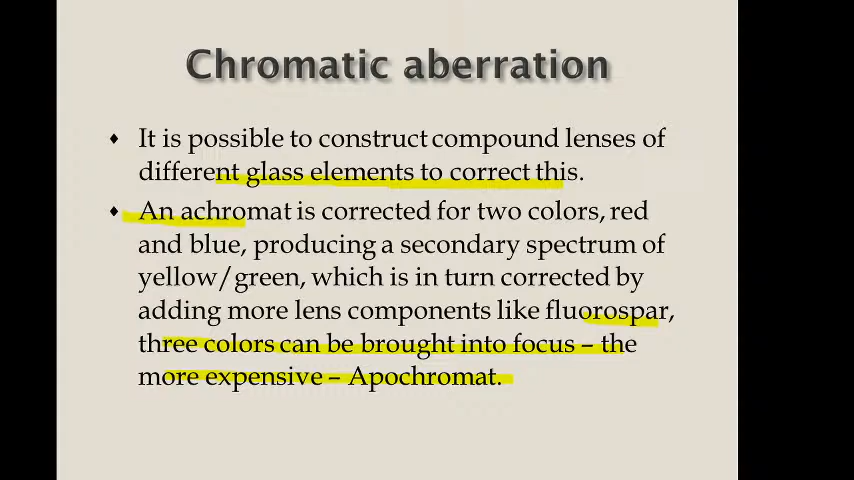 Chromatic aberration
♦ It is possible to construct compound lenses of
different glass elements to correct this.
♦ An achromat is corrected for two colors, red
and blue, producing a secondary spectrum of
yellow/green, which is in turn corrected by
adding more lens components like fluorospar,
three colors can be brought into focus – the
more expensive – Apochromat.